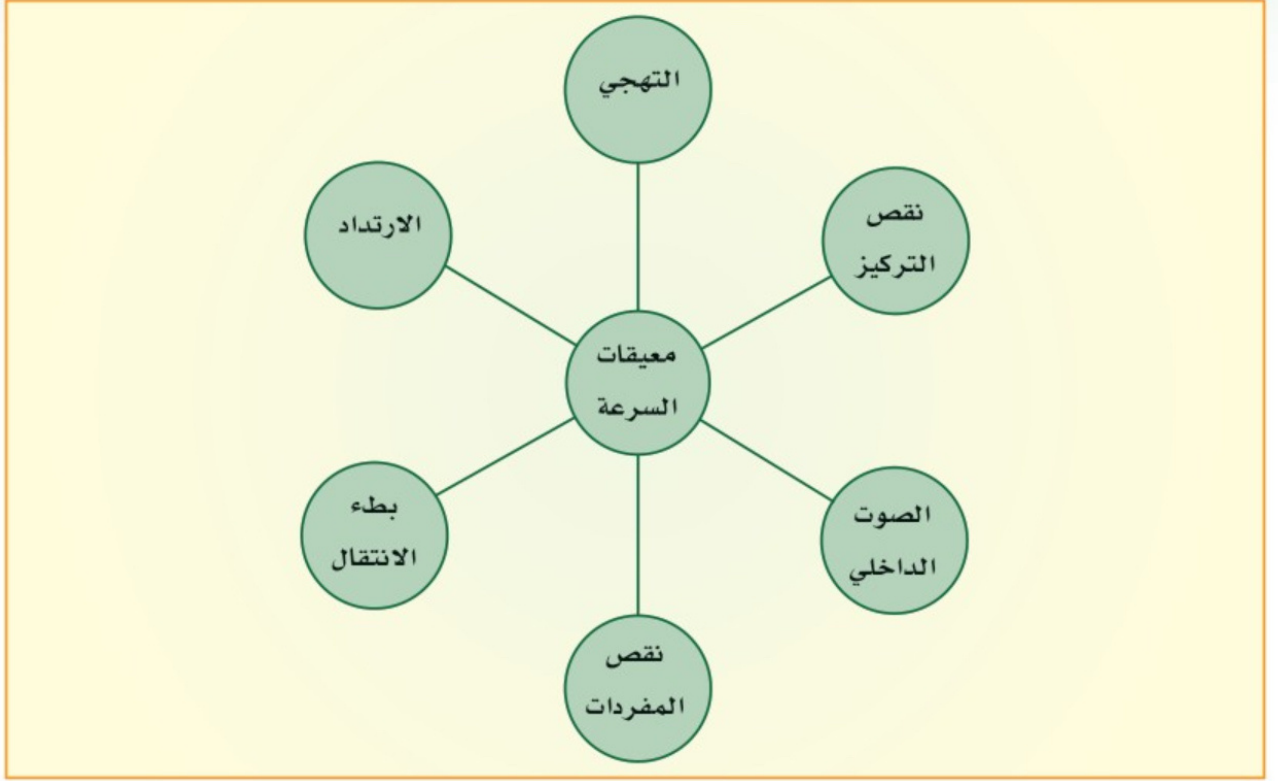 التهجي
نقص
التركيز
الارتداد
معيقات
السرعة
الصوت
الداخلي
بطء
الانتقال
نقص
المفردات